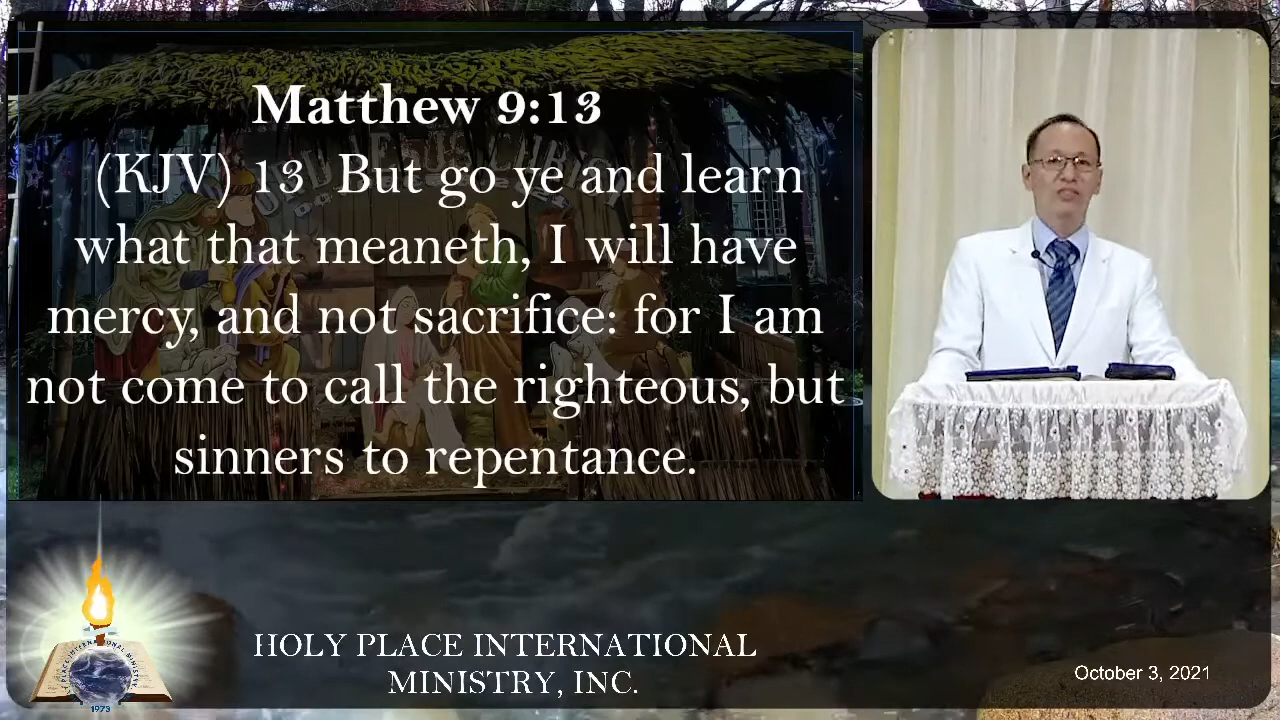 Matthew 9:13
(KJV) 13 But go ye and learn
what that meaneth, I will have
mercy, and not sacrifice: for I am
not come to call the righteous, but
sinners to repentance.
HOLY PLACE INTERNATIONAL
MINISTRY, INC.
1973
October 3, 2021